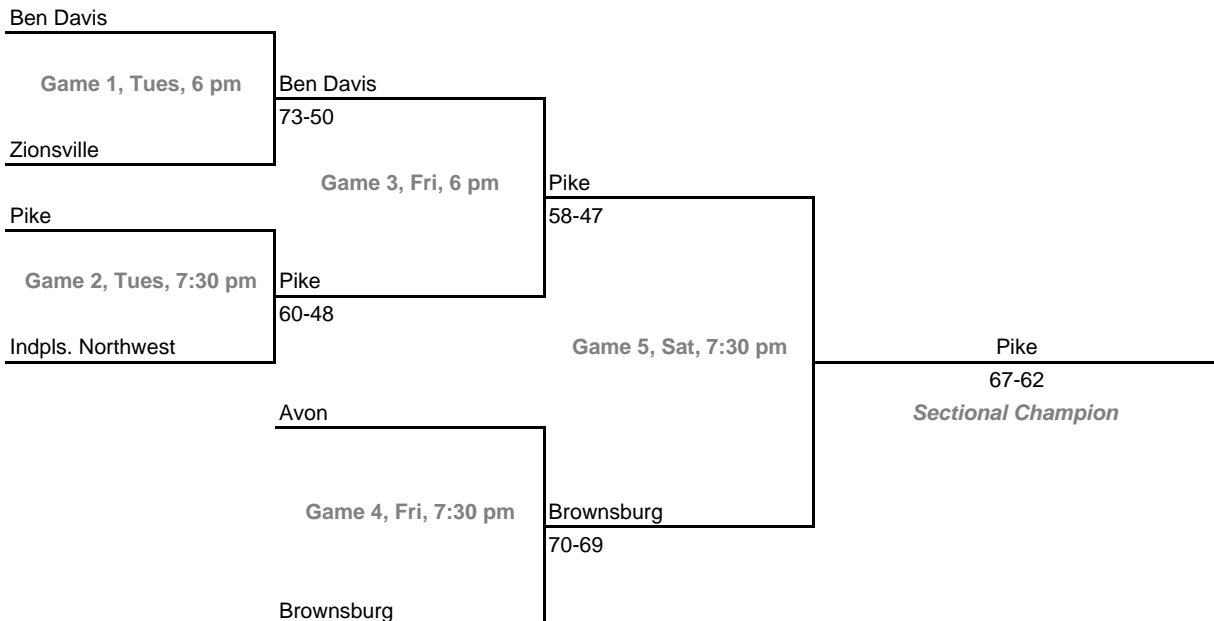 Ben Davis
Game 1, Tues, 6 pm
Ben Davis
73-50
Zionsville
Game 3, Fri, 6 pm
Pike
Pike
58-47
Game 2, Tues, 7:30 pm
Pike
60-48
Indpls. Northwest
Game 5, Sat, 7:30 pm
Pike
67-62
Avon
Sectional Champion
Game 4, Fri, 7:30 pm
Brownsburg
70-69
Brownsburg